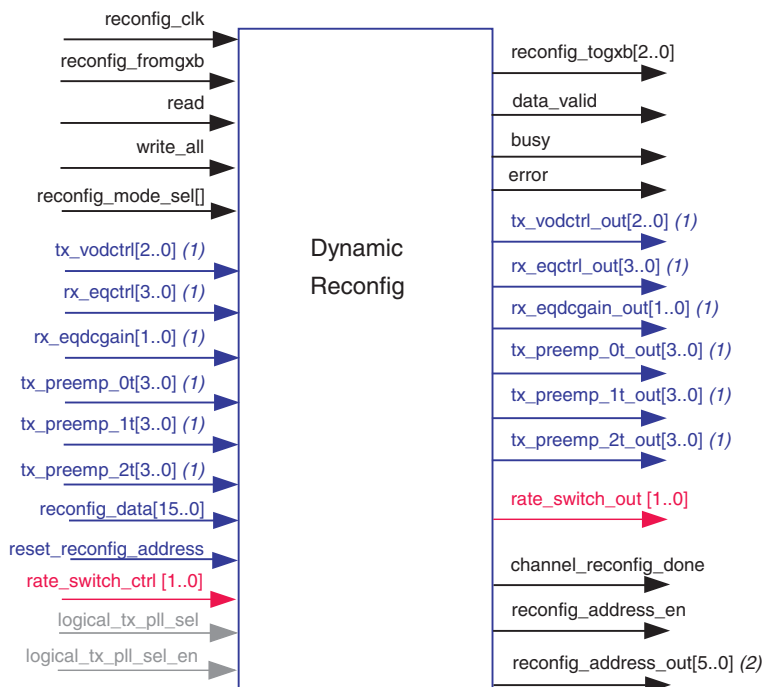 reconfig_clk
reconfig_fromgxb
read
write_all
reconfig_mode_sel[]
tx_vodctrl[2..0] (1)
rx_eqctrl[3..0] (1)
rx_eqdcgain[1..0] (1)
tx_preemp_0t[3..0] (1)
tx_preemp_1t[3..0] (1)
tx_preemp_2t[3..0] (1)
reconfig_data[15..0]
reset_reconfig_address
rate_switch_ctrl [1..0]
logical_tx_pll_sel
logical_tx_pll_sel_en
Dynamic
Reconfig
reconfig_togxb[2..0]
data_valid
busy
error
tx_vodctrl_out[2..0] (1)
rx_eqctrl_out[3..0] (1)
rx_eqdcgain_out[1..0] (1)
tx_preemp_0t_out[3..0] (1)
tx_preemp_1t_out[3..0] (1)
tx_preemp_2t_out[3..0] (1)
rate_switch_out [1..0]
channel_reconfig_done
reconfig_address_en
reconfig_address_out[5..0] (2)